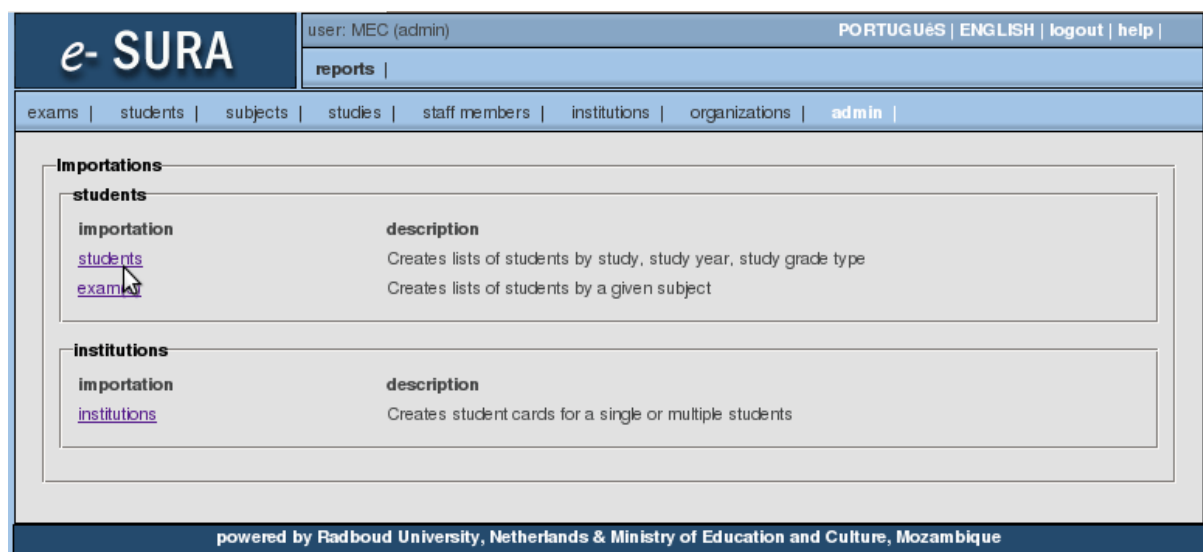 e- SURA
user: MEC (admin)
PORTUGUêS | ENGLISH | logout | help |
reports |
exams | students | subjects | studies | staff members | institutions | organizations | admin |
Importations
students
importation description
students Creates lists of students by study, study year, study grade type
Creates lists of students by a given subject
institutions
importation description
institutions Creates student cards for a single or multiple students
powered by Radboud University, Netherlands & Ministry of Education and Culture, Mozambique